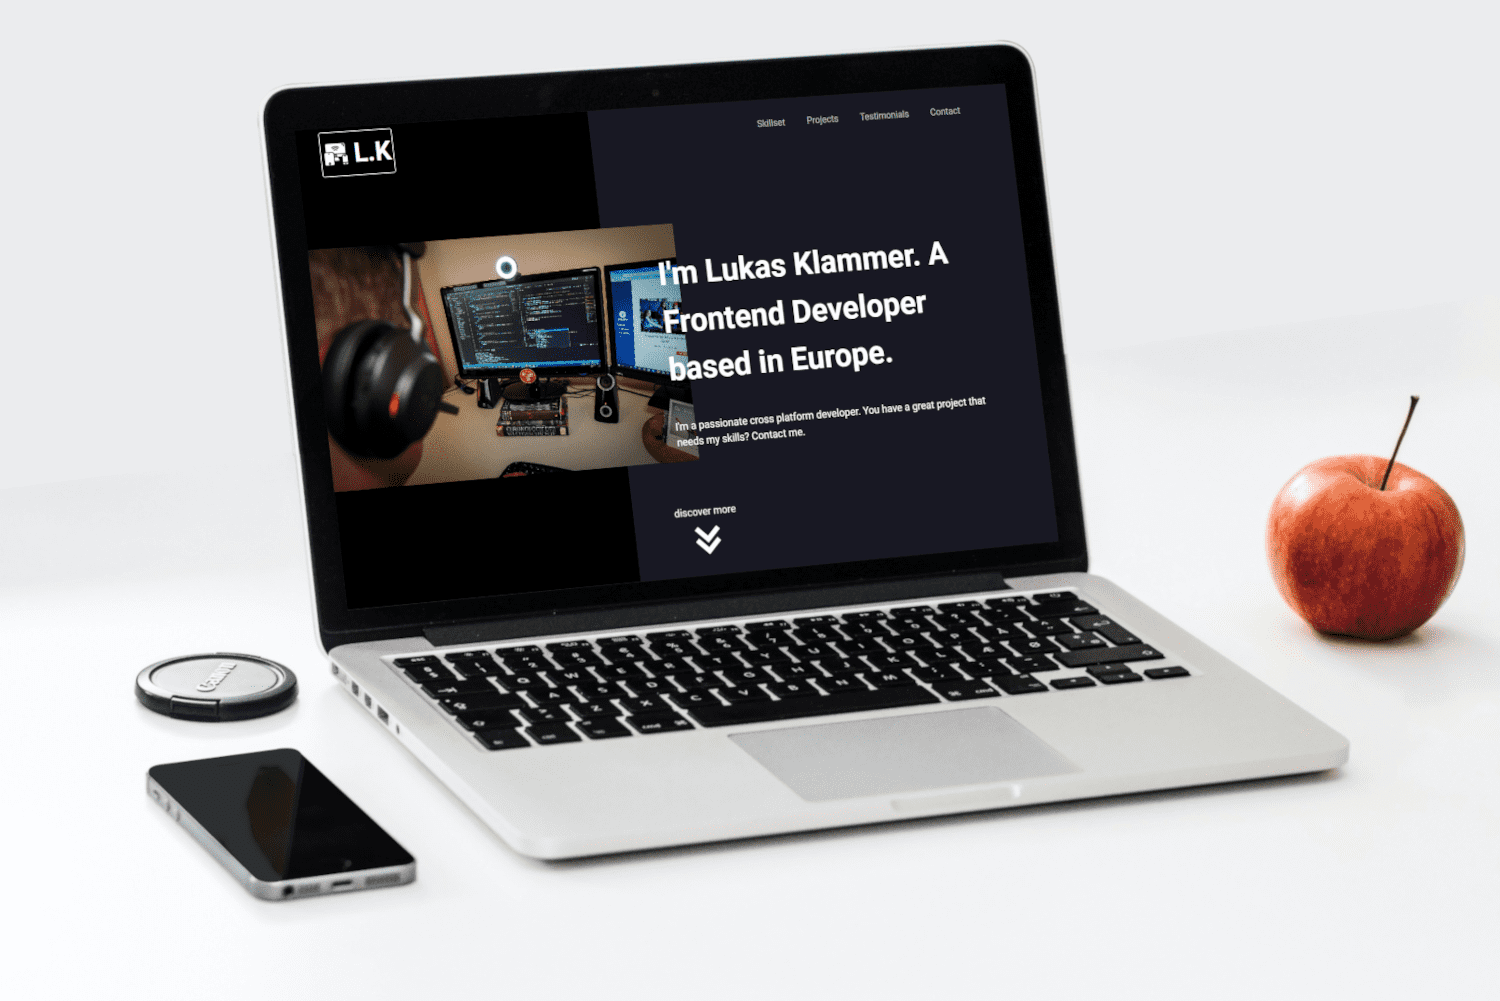 L.K
Skillset Projects Testimonials Contact
I'm Lukas Klammer. A
Frontend Developer
based in Europe.
I'm a passionate cross platform developer. You have a great project that
needs my skills? Contact me.
discover more
Canon